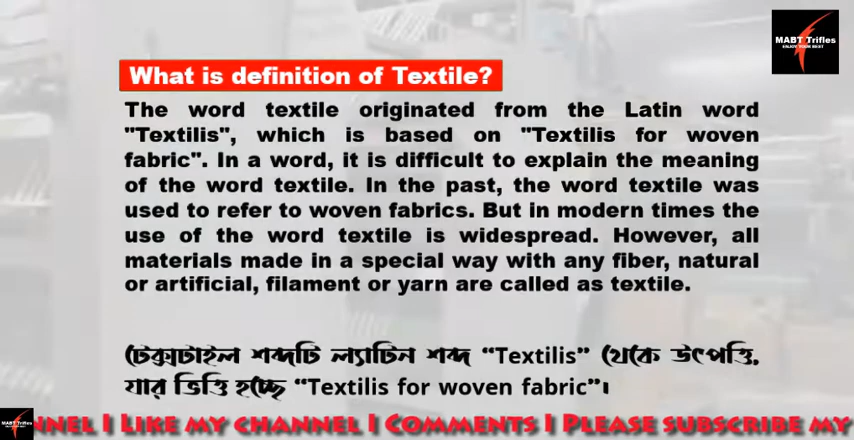 MABT Trifles
ENJOY YOUR BEST
What is definition of Textile?
The word textile originated from the Latin word
"Textilis", which is based on "Textilis for woven
fabric". In a word, it is difficult to explain the meaning
of the word textile. In the past, the word textile was
used to refer to woven fabrics. But in modern times the
use of the word textile is widespread. However, all
materials made in a special way with any fiber, natural
or artificial, filament or yarn are called as textile.
টেক্সটাইল শব্দটি ল্যাটিন শব্দ “Textilis” থেকে উৎপত্তি,
যার ভিত্তি হচ্ছে “Textilis for woven fabric”।
MABT Trifles
NNEL I LIKE MY CHANNEL I COMMENTS I PLEASE SUBSCRIBE MY